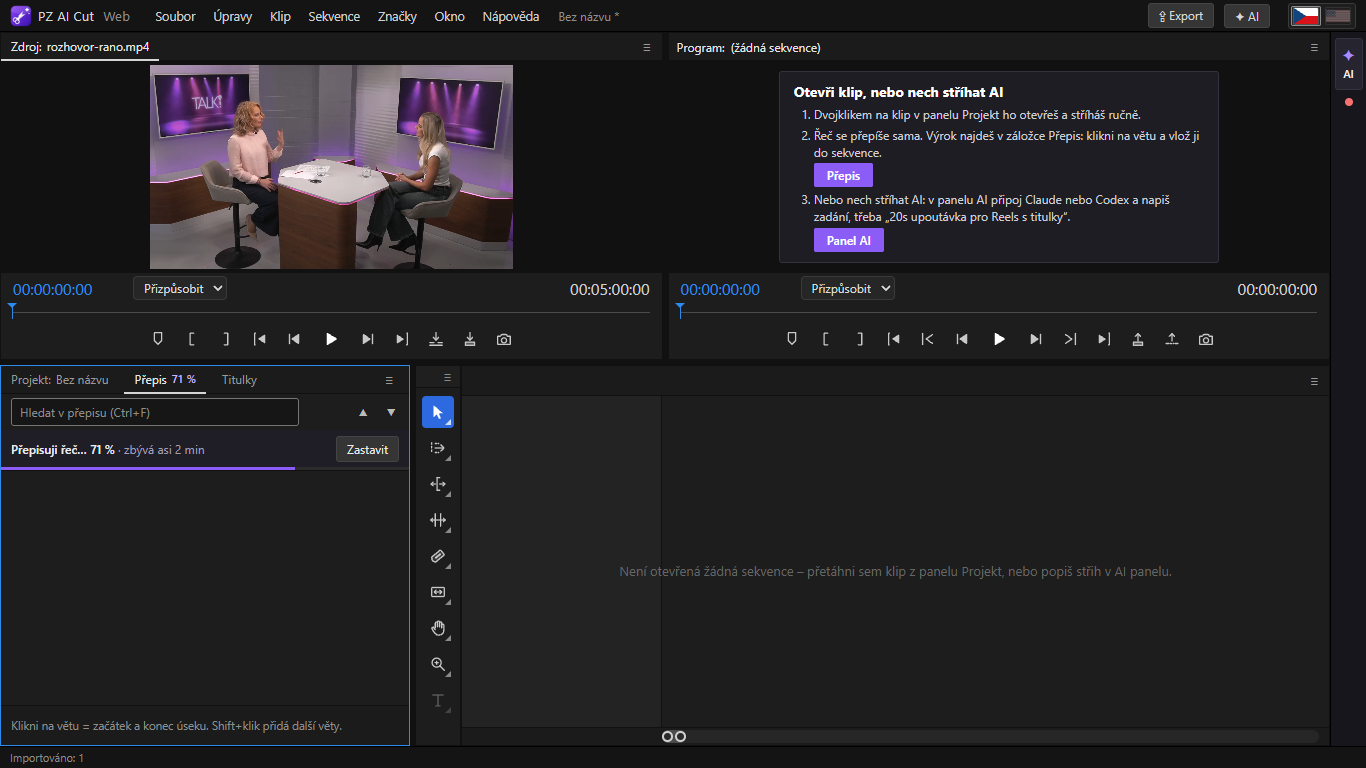 PZ AI Cut Web Soubor Úpravy Klip Sekvence Značky Okno Nápověda Bez názvu * Export AI
Zdroj: rozhovor-rano.mp4
Program: (žádná sekvence)
AI
TALK?
Otevři klip, nebo nech stříhat AI
1. Dvojklikem na klip v panelu Projekt ho otevřeš a stříháš ručně.
2. Řeč se přepíše sama. Výrok najdeš v záložce Přepis: klikni na větu a vlož ji
do sekvence.
Přepis
3. Nebo nech stříhat AI: v panelu AI připoj Claude nebo Codex a napiš
zadání, třeba „20s upoutávka pro Reels s titulky“.
Panel AI
00:00:00:00 Přizpůsobit 00:05:00:00
00:00:00:00 Přizpůsobit 00:00:00:00
Projekt: Bez názvu Přepis 71 % Titulky
Hledat v přepisu (Ctrl+F)
Přepisuji řeč... 71 % · zbývá asi 2 min Zastavit
Není otevřená žádná sekvence – přetáhni sem klip z panelu Projekt, nebo popiš střih v AI panelu.
Klikni na větu = začátek a konec úseku. Shift+klik přidá další věty.
Importováno: 1